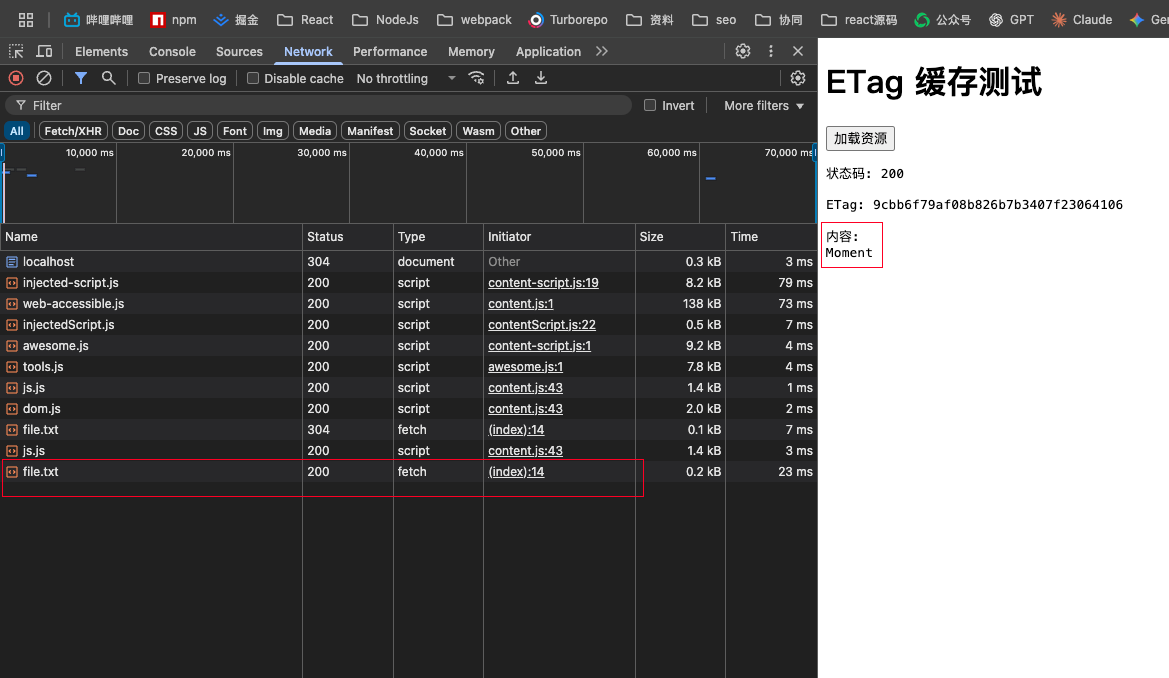 哔哩哔哩 npm 掘金 React NodeJs webpack Turborepo 资料 seo 协同 react源码 公众号 GPT Claude Ge
Elements Console Sources Network Performance Memory Application
Preserve log Disable cache No throttling
Filter Invert More filters
All Fetch/XHR Doc CSS JS Font Img Media Manifest Socket Wasm Other
10,000 ms 20,000 ms 30,000 ms 40,000 ms 50,000 ms 60,000 ms 70,000 ms
Name Status Type Initiator Size Time
localhost 304 document Other 0.3 kB 3 ms
injected-script.js 200 script content-script.js:19 8.2 kB 79 ms
web-accessible.js 200 script content.js:1 138 kB 73 ms
injectedScript.js 200 script contentScript.js:22 0.5 kB 7 ms
awesome.js 200 script content-script.js:1 9.2 kB 4 ms
tools.js 200 script awesome.js:1 7.8 kB 4 ms
js.js 200 script content.js:43 1.4 kB 1 ms
dom.js 200 script content.js:43 2.0 kB 2 ms
file.txt 304 fetch (index):14 0.1 kB 7 ms
js.js 200 script content.js:43 1.4 kB 3 ms
file.txt 200 fetch (index):14 0.2 kB 23 ms
ETag 缓存测试
加载资源
状态码: 200
ETag: 9cbb6f79af08b826b7b3407f23064106
内容:
Moment